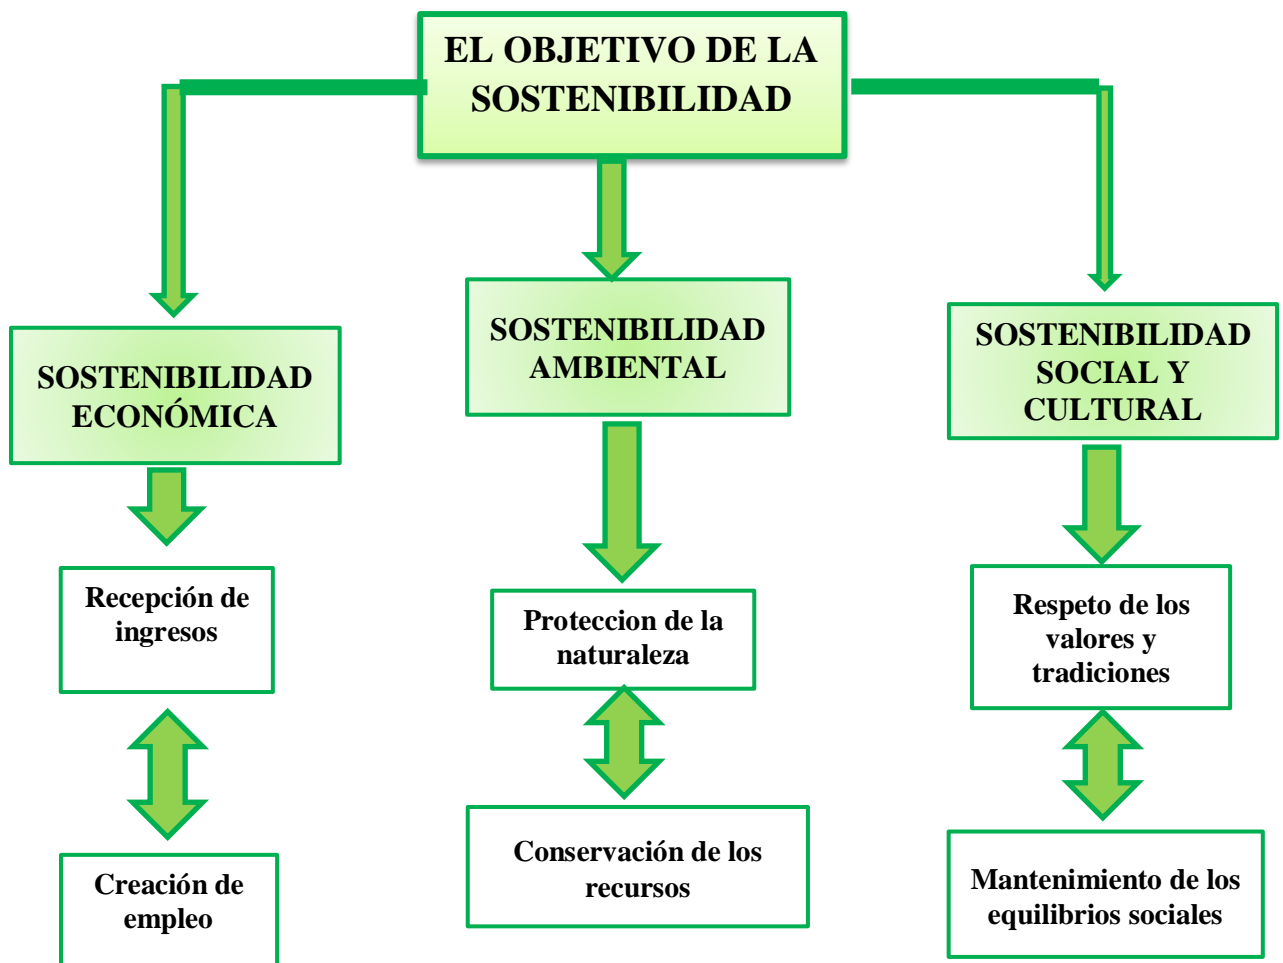 EL OBJETIVO DE LA
SOSTENIBILIDAD
SOSTENIBILIDAD
ECONÓMICA
SOSTENIBILIDAD
AMBIENTAL
SOSTENIBILIDAD
SOCIAL Y
CULTURAL
Recepción de
ingresos
Proteccion de la
naturaleza
Respeto de los
valores y
tradiciones
Creación de
empleo
Conservación de los
recursos
Mantenimiento de los
equilibrios sociales